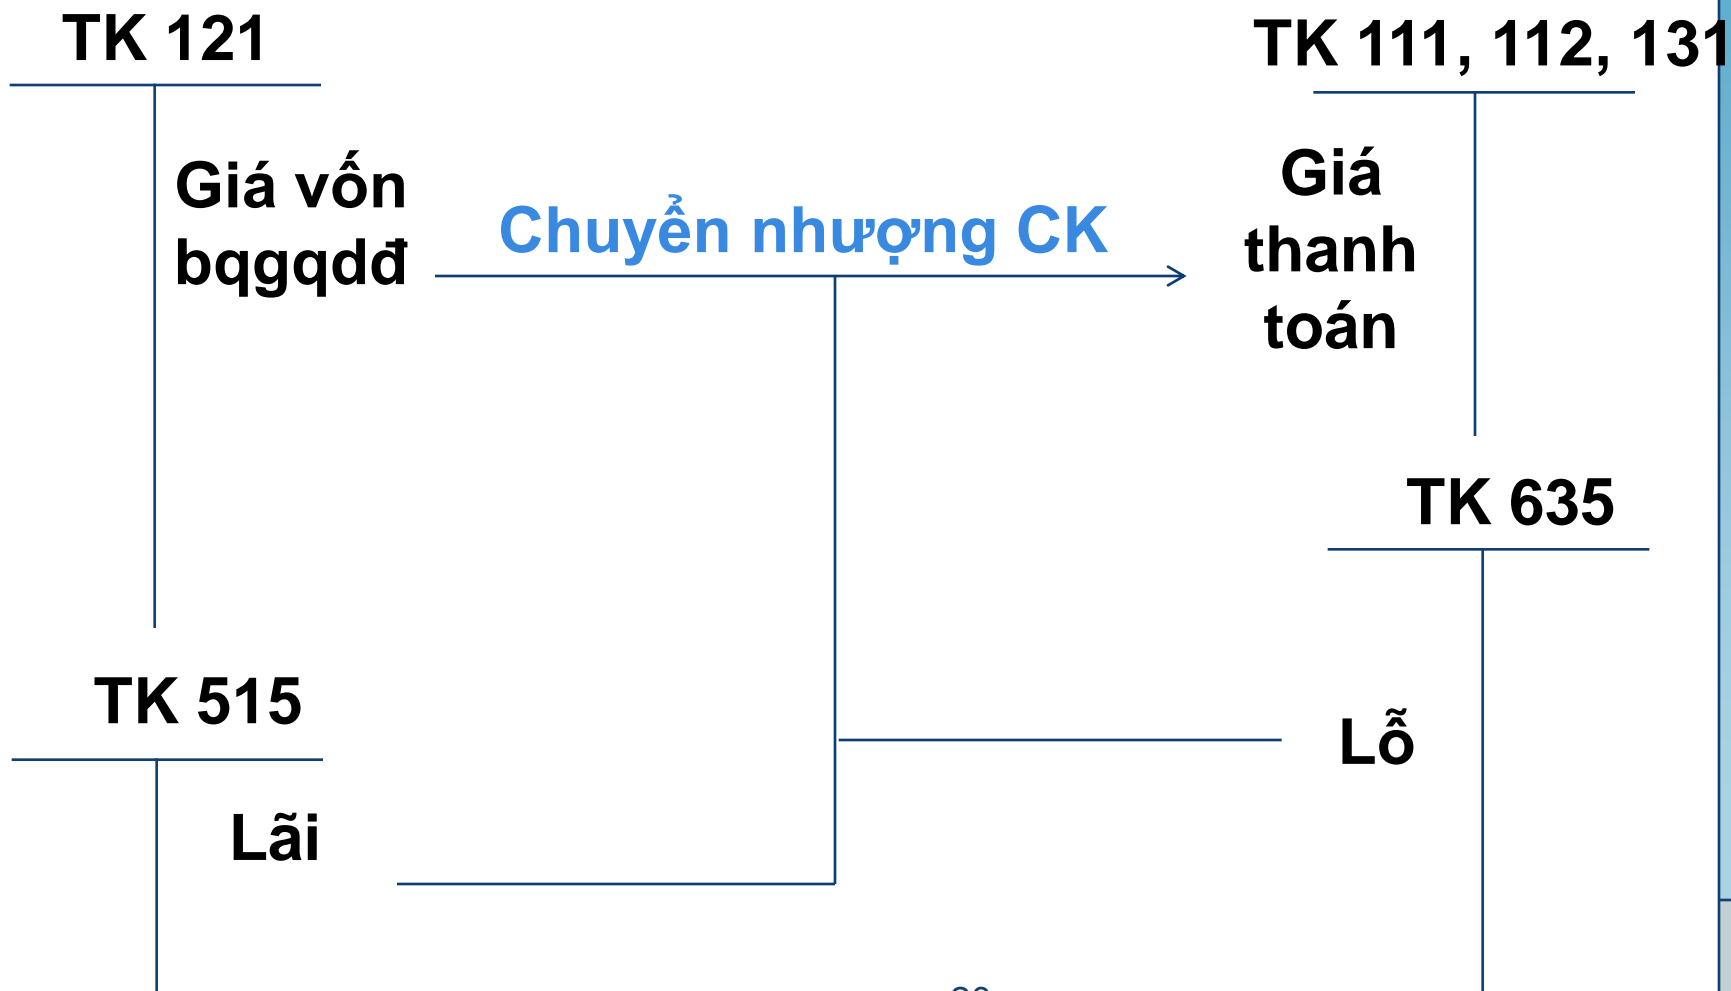 TK 121
TK 111, 112, 131
Giá vốn
bqgqdđ
Chuyển nhượng CK
Giá
thanh
toán
TK 635
TK 515
Lỗ
Lãi